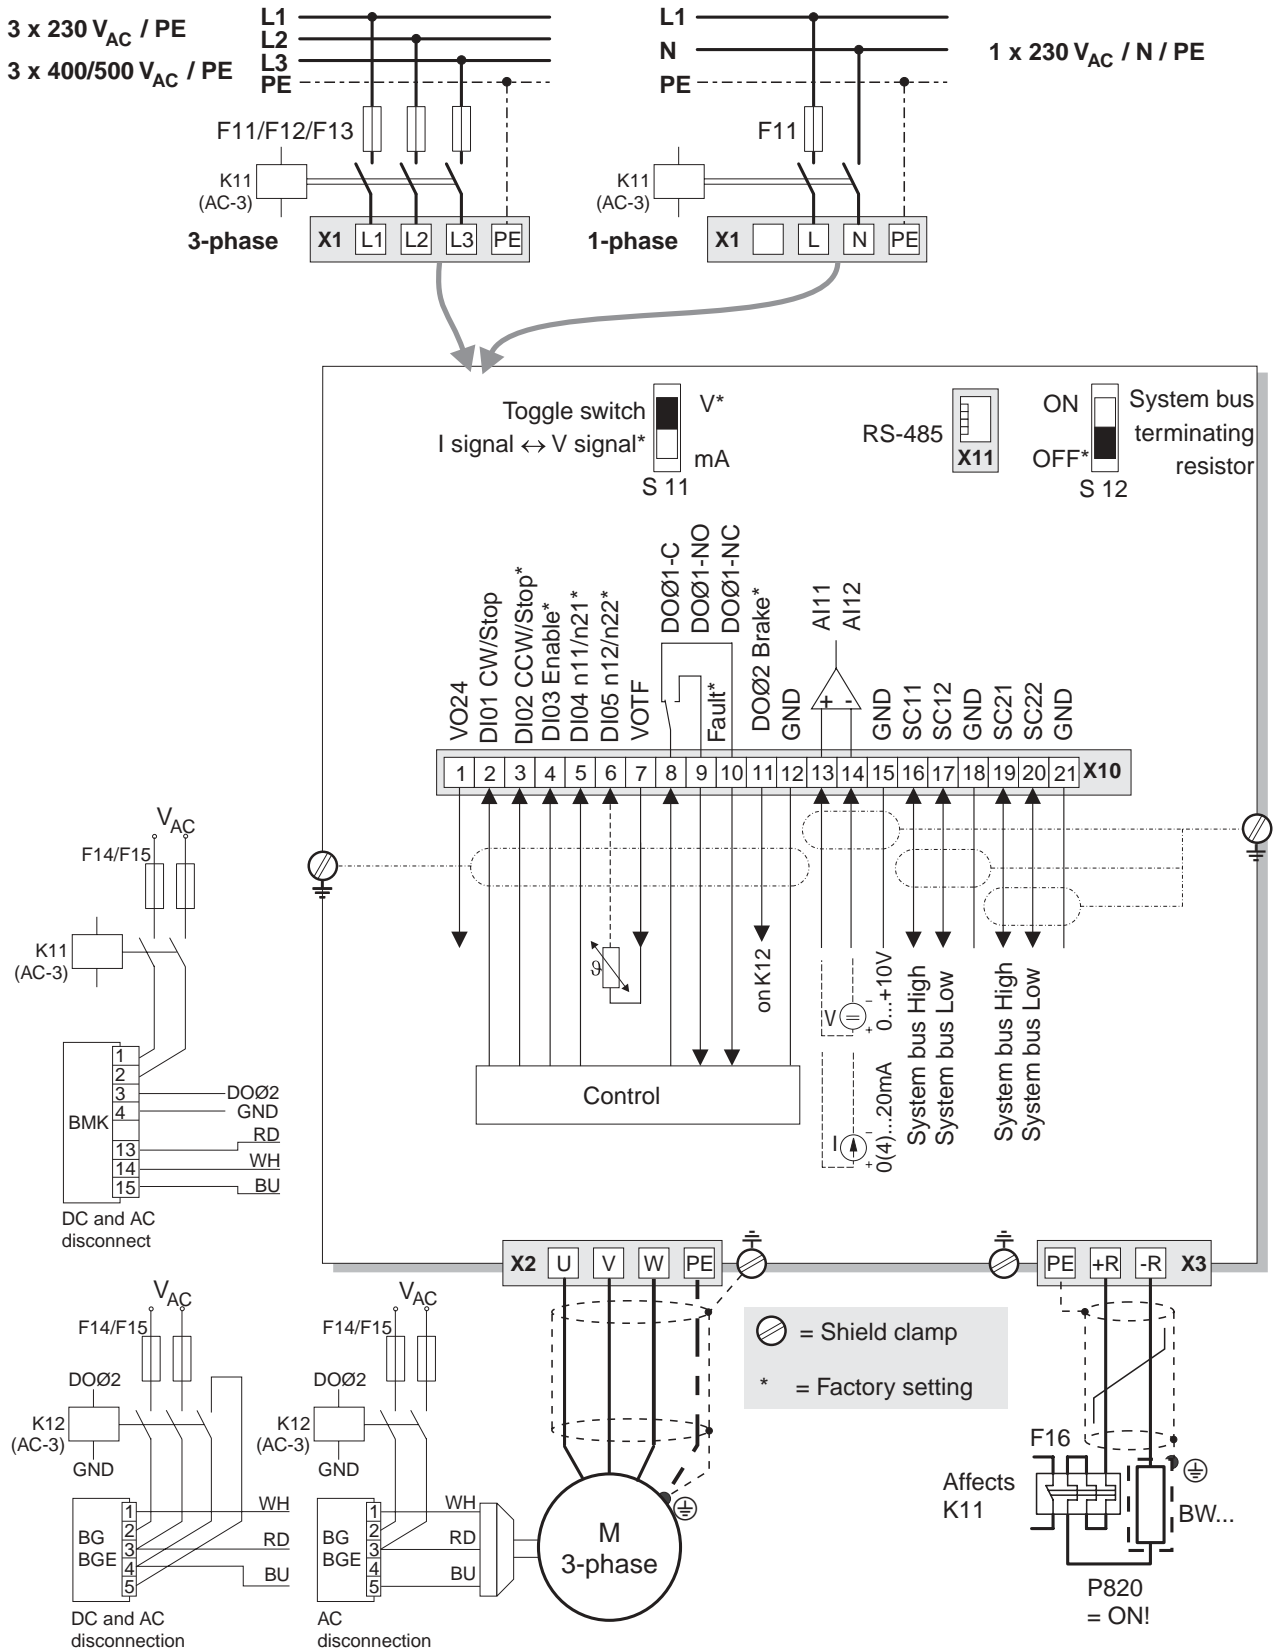 3 x 230 VAC / PE
3 x 400/500 VAC / PE
L1
L2
L3
PE
F11/F12/F13
K11
(AC-3)
3-phase
X1 L1 L2 L3 PE
L1
N
PE
1 x 230 VAC / N / PE
F11
K11
(AC-3)
1-phase
X1 L N PE
Toggle switch
I signal ↔ V signal*
V*
mA
S 11
RS-485
X11
ON
OFF*
S 12
System bus
terminating
resistor
VO24
DI01 CW/Stop
DI02 CCW/Stop*
DI03 Enable*
DI04 n11/n21*
DI05 n12/n22*
VOTF
DOØ1-C
DOØ1-NO
DOØ1-NC
Fault*
DOØ2 Brake*
GND
AI11
AI12
+ -
GND
SC11
SC12
GND
SC21
SC22
GND
1 2 3 4 5 6 7 8 9 10 11 12 13 14 15 16 17 18 19 20 21 X10
ϑ
on K12
V = - +
0...+10V
I - +
0(4)...20mA
System bus High
System bus Low
System bus High
System bus Low
Control
VAC
F14/F15
K11
(AC-3)
BMK
1
2
3
4
13
14
15
DOØ2
GND
RD
WH
BU
DC and AC
disconnect
X2 U V W PE
PE +R -R X3
VAC
F14/F15
DOØ2
K12
(AC-3)
GND
BG
BGE
1
2
3
4
5
WH
RD
BU
DC and AC
disconnection
VAC
F14/F15
DOØ2
K12
(AC-3)
GND
BG
BGE
1
2
3
4
5
WH
RD
BU
AC
disconnection
M
3-phase
= Shield clamp
* = Factory setting
F16
Affects
K11
BW...
P820
= ON!